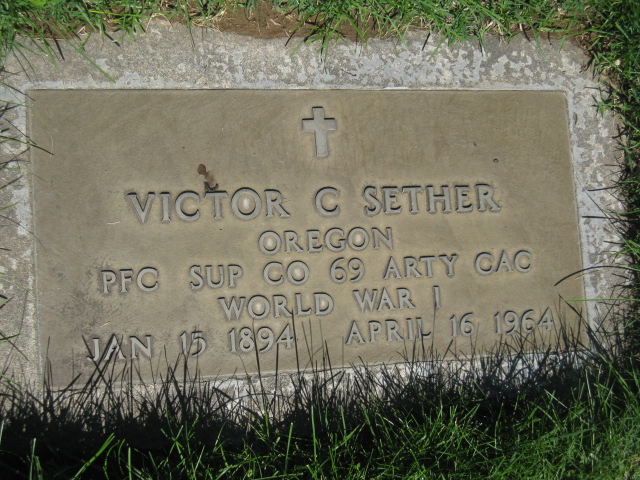 VICTOR C SETHER
OREGON
PFC SUP CO 69 ARTY CAC
WORLD WAR I
JAN 15 1894 APRIL 16 1964